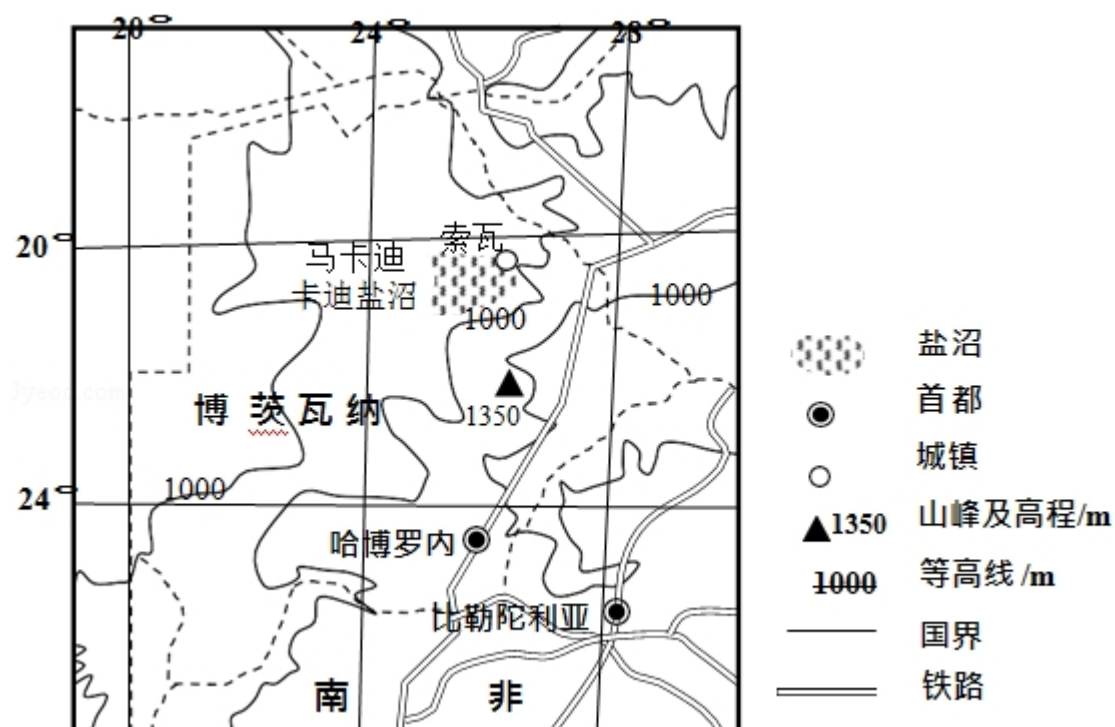 20°
24°
28°
20°
索瓦
马卡迪
卡迪盐沼
1000
1000
Jyeoo.com
博茨瓦纳
1350
1000
24°
哈博罗内
比勒陀利亚
南非
盐沼
首都
城镇
1350 山峰及高程/m
1000 等高线/m
国界
铁路